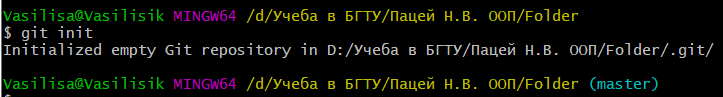 Vasilisa@Vasilisik MINGW64 /d/Учеба в БГТУ/Пацей Н.В. ООП/Folder
$ git init
Initialized empty Git repository in D:/Учеба в БГТУ/Пацей Н.В. ООП/Folder/.git/
Vasilisa@Vasilisik MINGW64 /d/Учеба в БГТУ/Пацей Н.В. ООП/Folder (master)